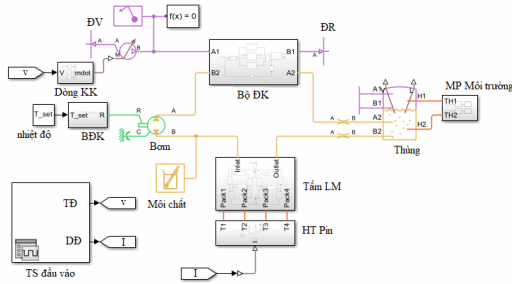 ĐV
f(x) = 0
ĐR
A
A
B
M
A
A1
B1
B2
A2
Bộ ĐK
v
V
mdot
Dòng KK
T_set
nhiệt độ
T_set
R
BĐK
R
C
A
B
Bơm
A
B
A
B
A1
B1
A2
B2
L
H1
H2
Thùng
MP Môi trường
TH1
TH2
Môi chất
Inlet
Outlet
Pack1
Pack2
Pack3
Pack4
Tấm LM
T1
T2
T3
T4
I
HT Pin
I
TĐ
v
DĐ
I
TS đầu vào